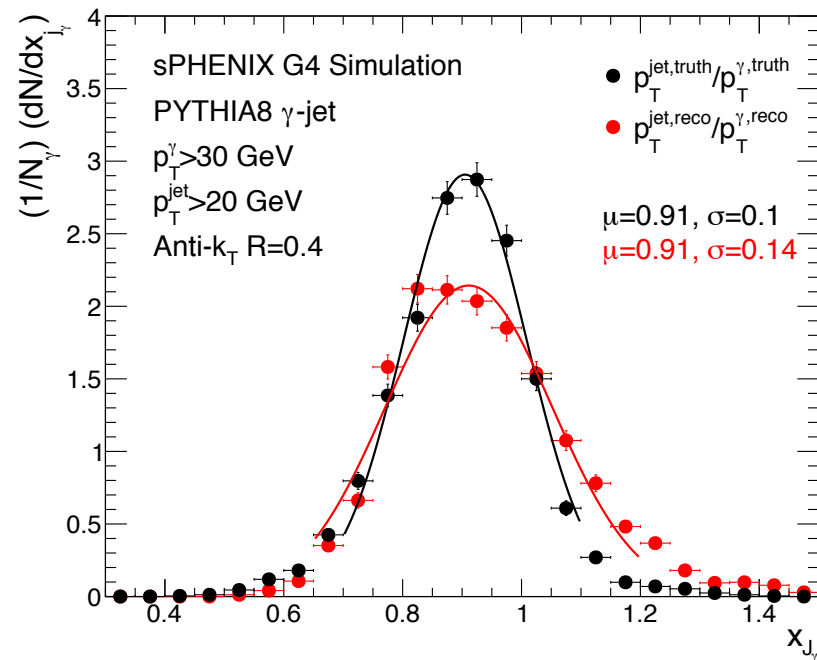 sPHENIX G4 Simulation
PYTHIA8 γ-jet
p_T^γ>30 GeV
p_T^jet>20 GeV
Anti-k_T R=0.4
p_T^jet,truth/p_T^γ,truth
p_T^jet,reco/p_T^γ,reco
μ=0.91, σ=0.1
μ=0.91, σ=0.14
(1/N_γ) (dN/dx_jγ)
4
3.5
3
2.5
2
1.5
1
0.5
0
0.4 0.6 0.8 1 1.2 1.4
x_Jγ